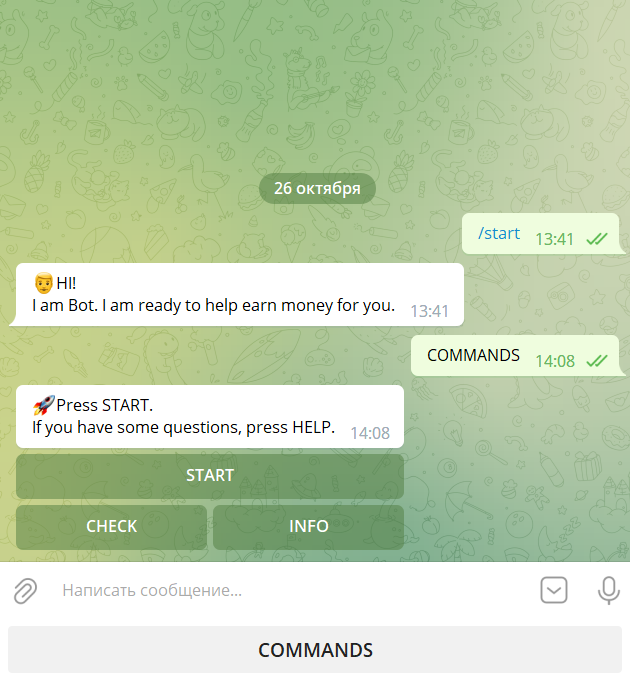 26 октября
/start 13:41
HI!
I am Bot. I am ready to help earn money for you. 13:41
COMMANDS 14:08
Press START.
If you have some questions, press HELP. 14:08
START
CHECK INFO
Написать сообщение...
COMMANDS